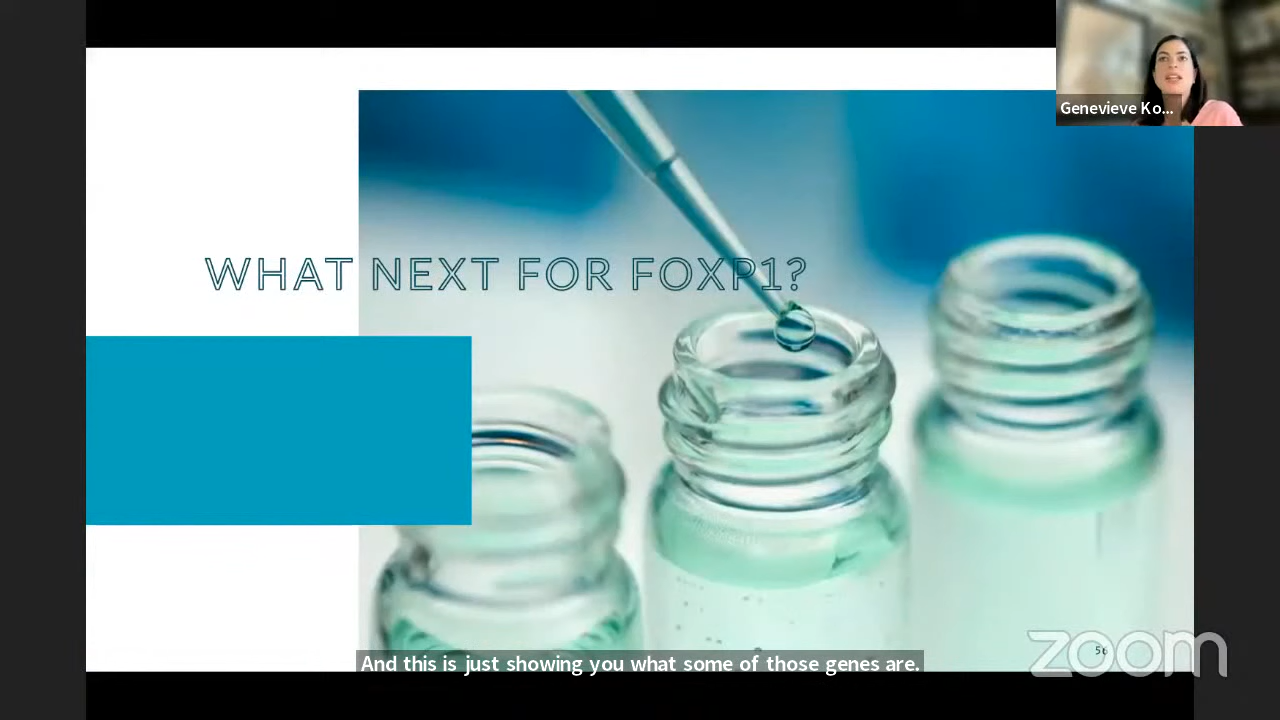 Genevieve Ko...
WHAT NEXT FOR FOXP1?
And this is just showing you what some of those genes are.
56
zoom